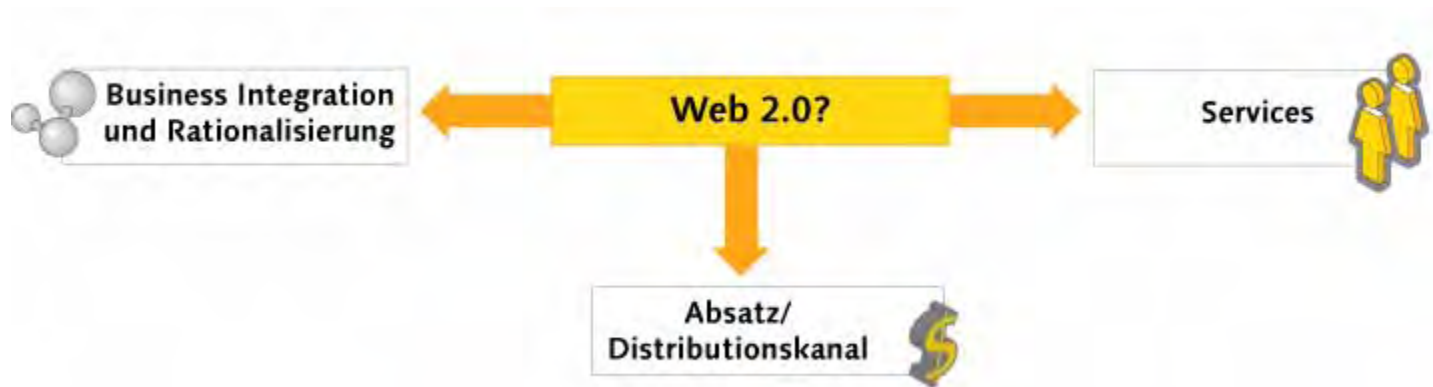 Business Integration
und Rationalisierung
Web 2.0?
Services
Absatz/
Distributionskanal
$